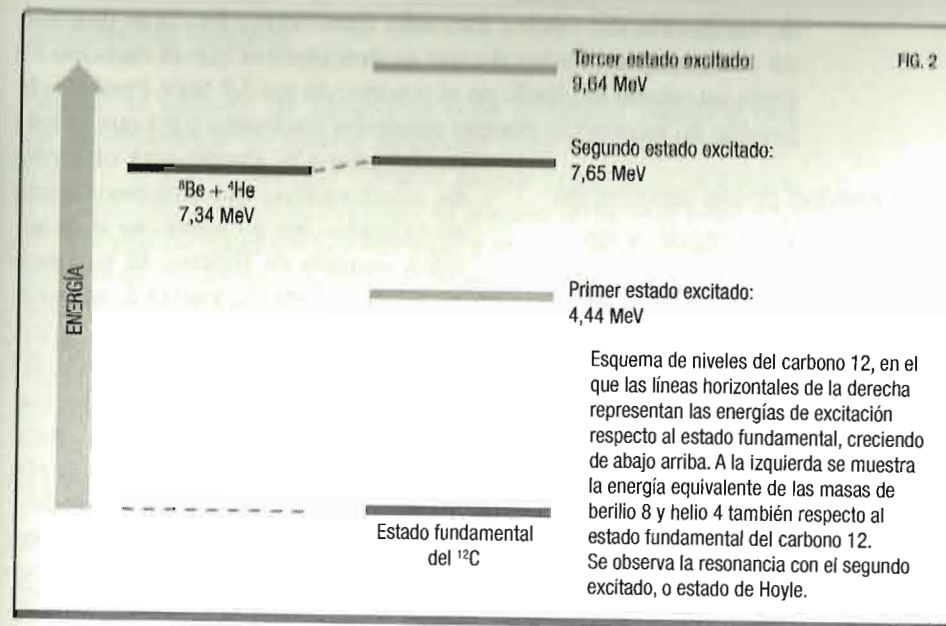 FIG. 2
Tercer estado excitado:
9,64 MeV
Segundo estado excitado:
7,65 MeV
⁸Be + ⁴He
7,34 MeV
ENERGÍA
Primer estado excitado:
4,44 MeV
Estado fundamental
del ¹²C
Esquema de niveles del carbono 12, en el
que las líneas horizontales de la derecha
representan las energías de excitación
respecto al estado fundamental, creciendo
de abajo arriba. A la izquierda se muestra
la energía equivalente de las masas de
berilio 8 y helio 4 también respecto al
estado fundamental del carbono 12.
Se observa la resonancia con el segundo
excitado, o estado de Hoyle.